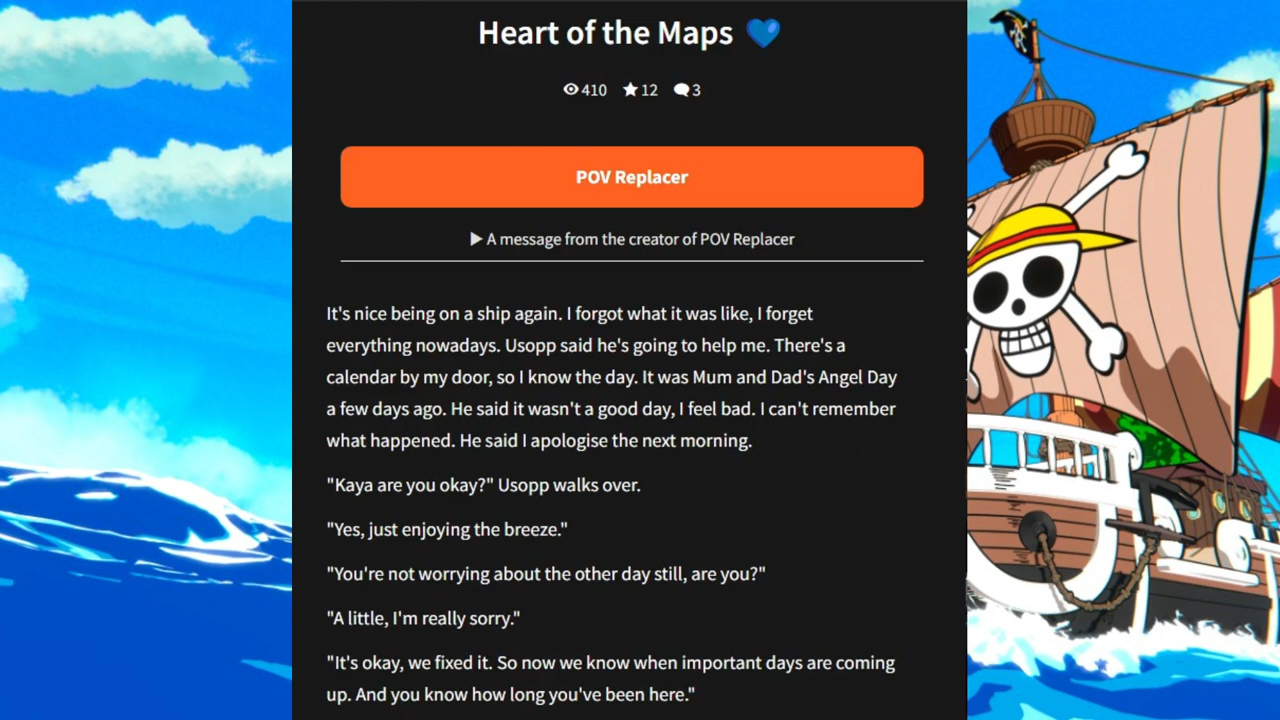 Heart of the Maps 💙
410 12 3
POV Replacer
▶ A message from the creator of POV Replacer
It's nice being on a ship again. I forgot what it was like, I forget
everything nowadays. Usopp said he's going to help me. There's a
calendar by my door, so I know the day. It was Mum and Dad's Angel Day
a few days ago. He said it wasn't a good day, I feel bad. I can't remember
what happened. He said I apologise the next morning.
"Kaya are you okay?" Usopp walks over.
"Yes, just enjoying the breeze."
"You're not worrying about the other day still, are you?"
"A little, I'm really sorry."
"It's okay, we fixed it. So now we know when important days are coming
up. And you know how long you've been here."